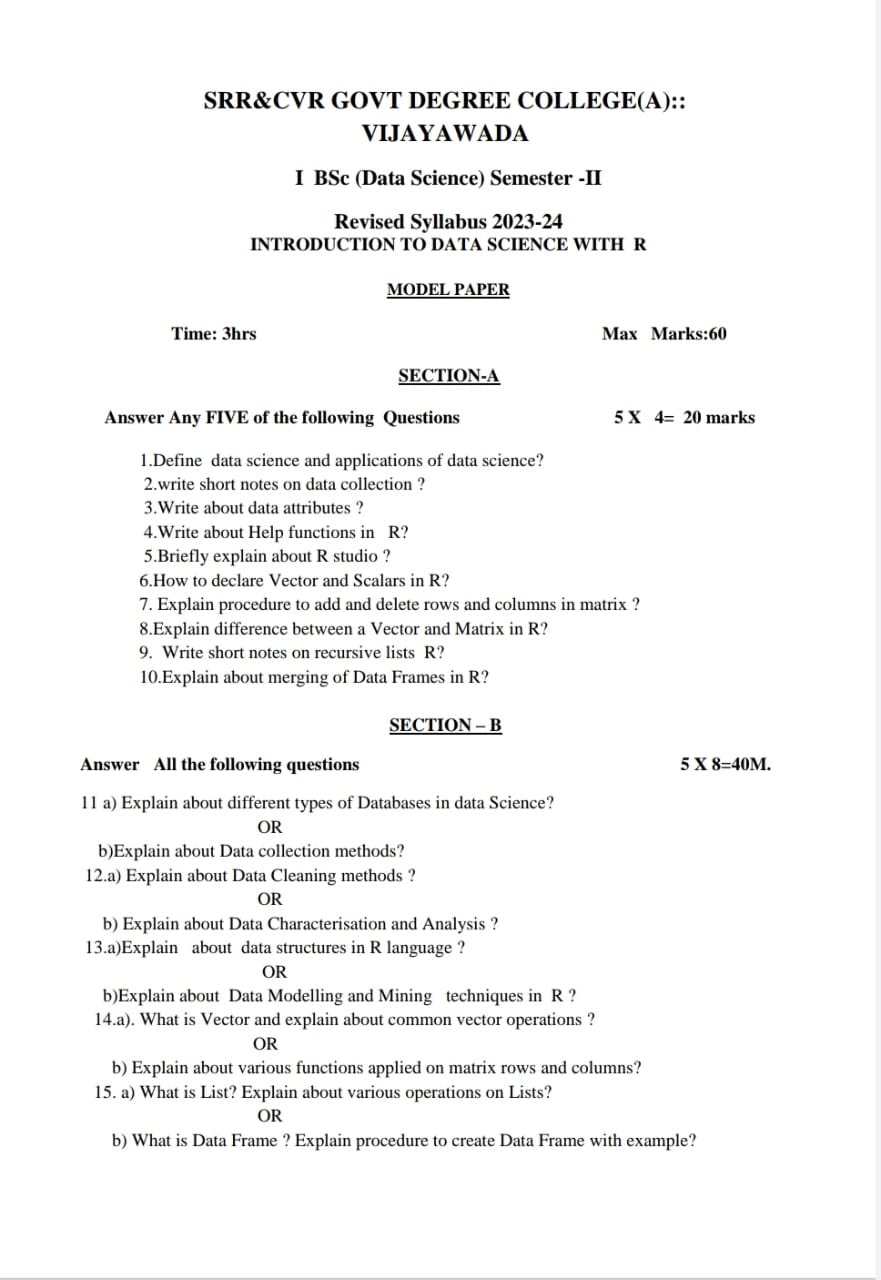 SRR&CVR GOVT DEGREE COLLEGE(A)::
VIJAYAWADA
I BSc (Data Science) Semester -II
Revised Syllabus 2023-24
INTRODUCTION TO DATA SCIENCE WITH R
MODEL PAPER
Time: 3hrs Max Marks:60
SECTION-A
Answer Any FIVE of the following Questions 5 X 4= 20 marks
1.Define data science and applications of data science?
2.write short notes on data collection ?
3.Write about data attributes ?
4.Write about Help functions in R?
5.Briefly explain about R studio ?
6.How to declare Vector and Scalars in R?
7. Explain procedure to add and delete rows and columns in matrix ?
8.Explain difference between a Vector and Matrix in R?
9. Write short notes on recursive lists R?
10.Explain about merging of Data Frames in R?
SECTION – B
Answer All the following questions 5 X 8=40M.
11 a) Explain about different types of Databases in data Science?
OR
b)Explain about Data collection methods?
12.a) Explain about Data Cleaning methods ?
OR
b) Explain about Data Characterisation and Analysis ?
13.a)Explain about data structures in R language ?
OR
b)Explain about Data Modelling and Mining techniques in R ?
14.a). What is Vector and explain about common vector operations ?
OR
b) Explain about various functions applied on matrix rows and columns?
15. a) What is List? Explain about various operations on Lists?
OR
b) What is Data Frame ? Explain procedure to create Data Frame with example?